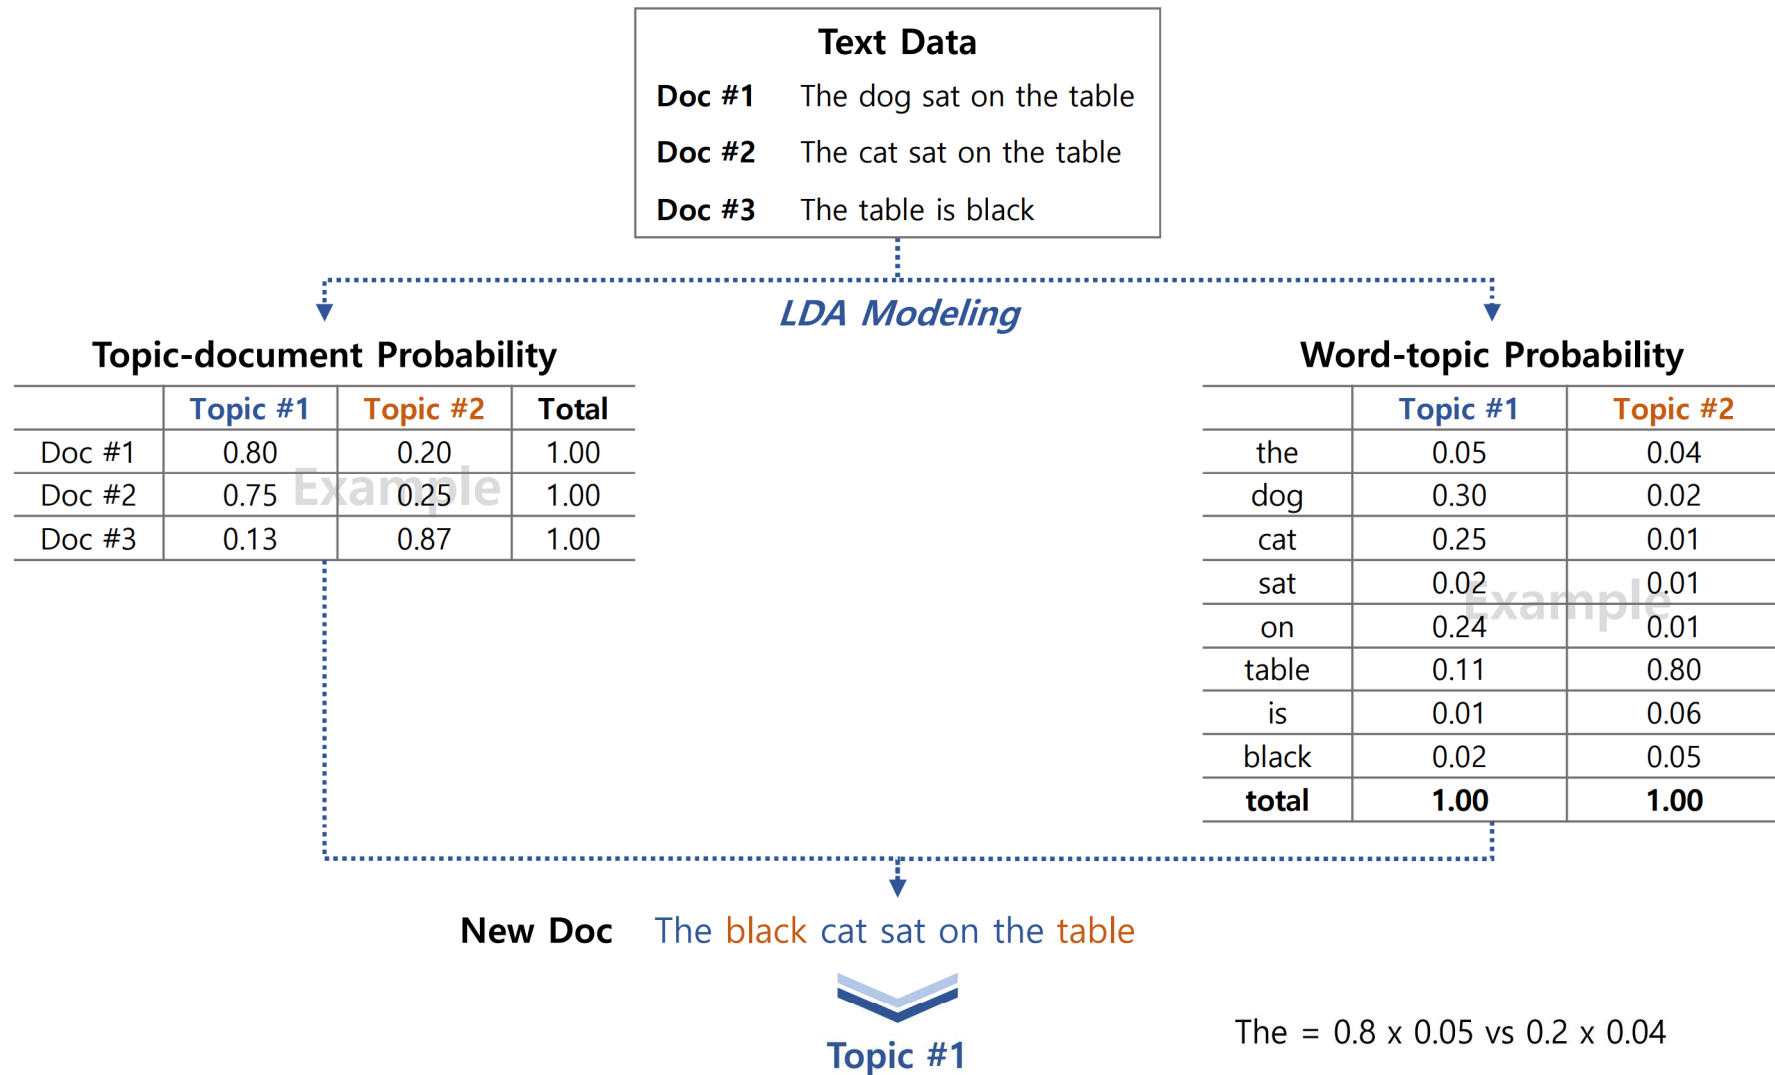 Text Data
Doc #1 The dog sat on the table
Doc #2 The cat sat on the table
Doc #3 The table is black
LDA Modeling
Topic-document Probability
Topic #1 Topic #2 Total
Doc #1 0.80 0.20 1.00
Doc #2 0.75 0.25 1.00
Doc #3 0.13 0.87 1.00
Example
Word-topic Probability
Topic #1 Topic #2
the 0.05 0.04
dog 0.30 0.02
cat 0.25 0.01
sat 0.02 0.01
on 0.24 0.01
table 0.11 0.80
is 0.01 0.06
black 0.02 0.05
total 1.00 1.00
Example
New Doc The black cat sat on the table
Topic #1
The = 0.8 x 0.05 vs 0.2 x 0.04